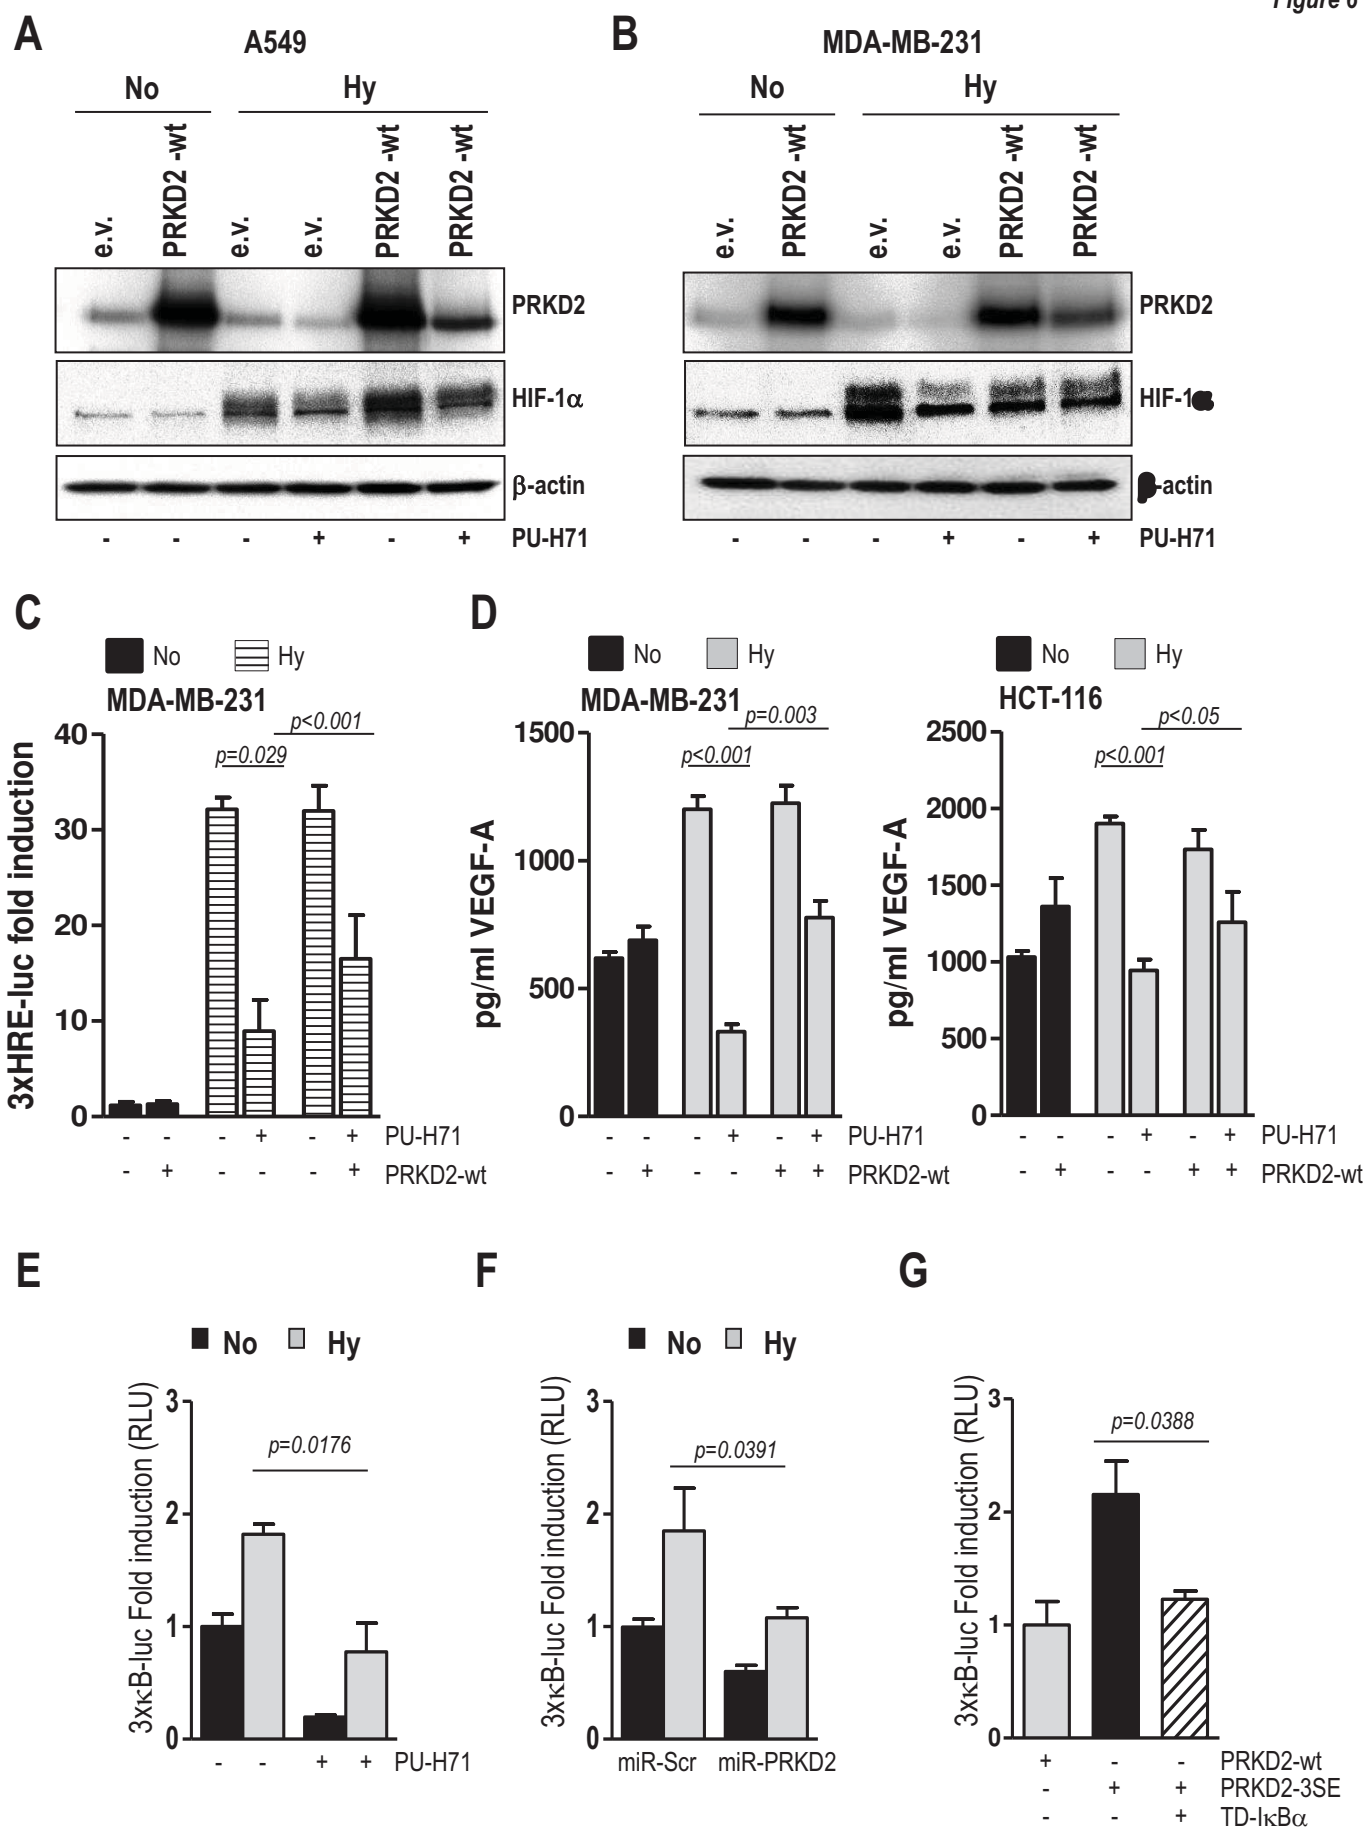 Figure 6
A
A549
No
Hy
e.v.
PRKD2 -wt
e.v.
e.v.
PRKD2 -wt
PRKD2 -wt
PRKD2
HIF-1α
β-actin
- - - + - + PU-H71
B
MDA-MB-231
No
Hy
e.v.
PRKD2 -wt
e.v.
e.v.
PRKD2 -wt
PRKD2 -wt
PRKD2
HIF-1
-actin
- - - + - + PU-H71
C
No Hy
MDA-MB-231
p<0.001
p=0.029
3xHRE-luc fold induction
40
30
20
10
0
- - - + - + PU-H71
- + - - - + PRKD2-wt
D
No Hy
MDA-MB-231
p=0.003
p<0.001
pg/ml VEGF-A
1500
1000
500
0
- - - + - + PU-H71
- + - - + + PRKD2-wt
No Hy
HCT-116
p<0.05
p<0.001
pg/ml VEGF-A
2500
2000
1500
1000
500
0
- - - + - + PU-H71
- + - - + + PRKD2-wt
E
No Hy
p=0.0176
3xκB-luc Fold induction (RLU)
3
2
1
0
- - + + PU-H71
F
No Hy
p=0.0391
3xκB-luc Fold induction (RLU)
3
2
1
0
miR-Scr miR-PRKD2
G
p=0.0388
3xκB-luc Fold induction (RLU)
3
2
1
0
+ - - PRKD2-wt
- + + PRKD2-3SE
- - + TD-IκBα